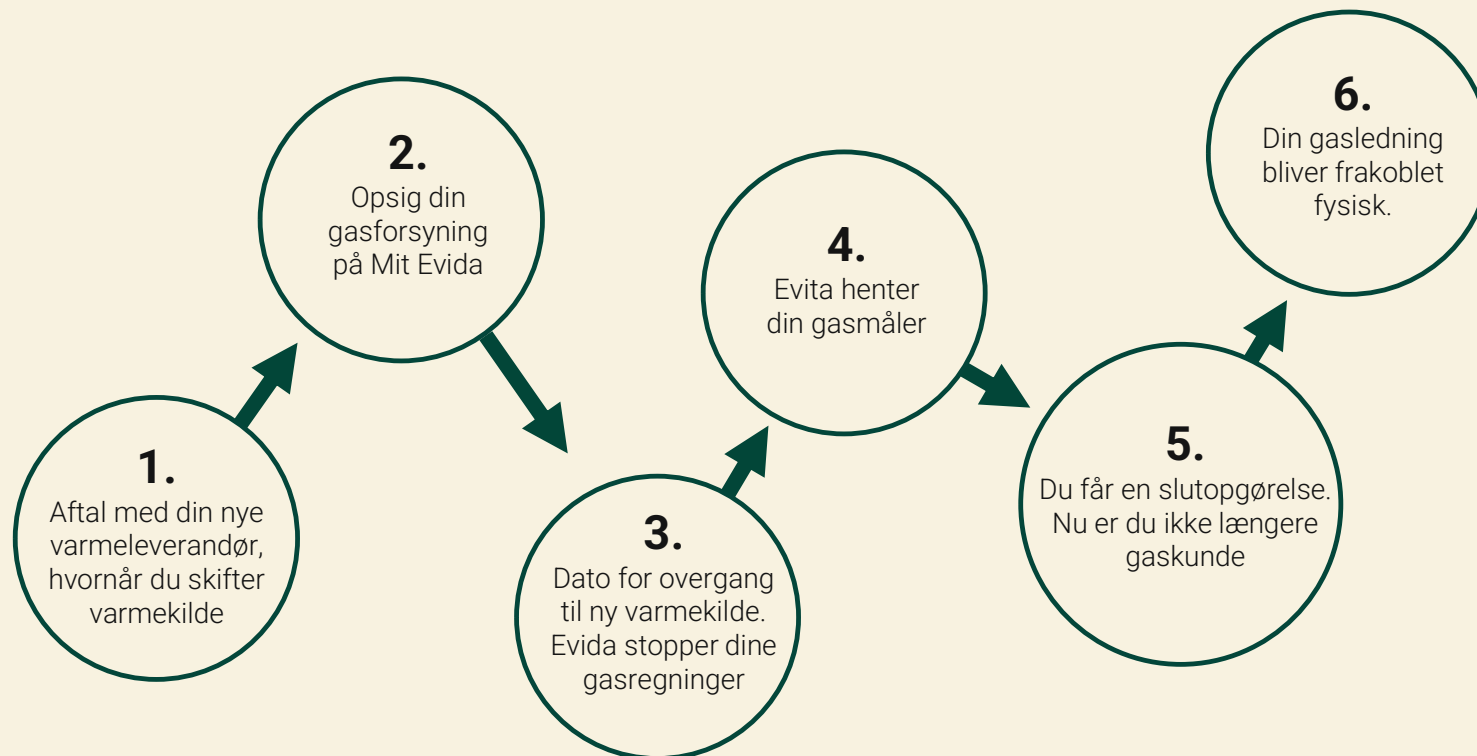 1.
Aftal med din nye
varmeleverandør,
hvornår du skifter
varmekilde
2.
Opsig din
gasforsyning
på Mit Evida
3.
Dato for overgang
til ny varmekilde.
Evida stopper dine
gasregninger
4.
Evita henter
din gasmåler
5.
Du får en slutopgørelse.
Nu er du ikke længere
gaskunde
6.
Din gasledning
bliver frakoblet
fysisk.